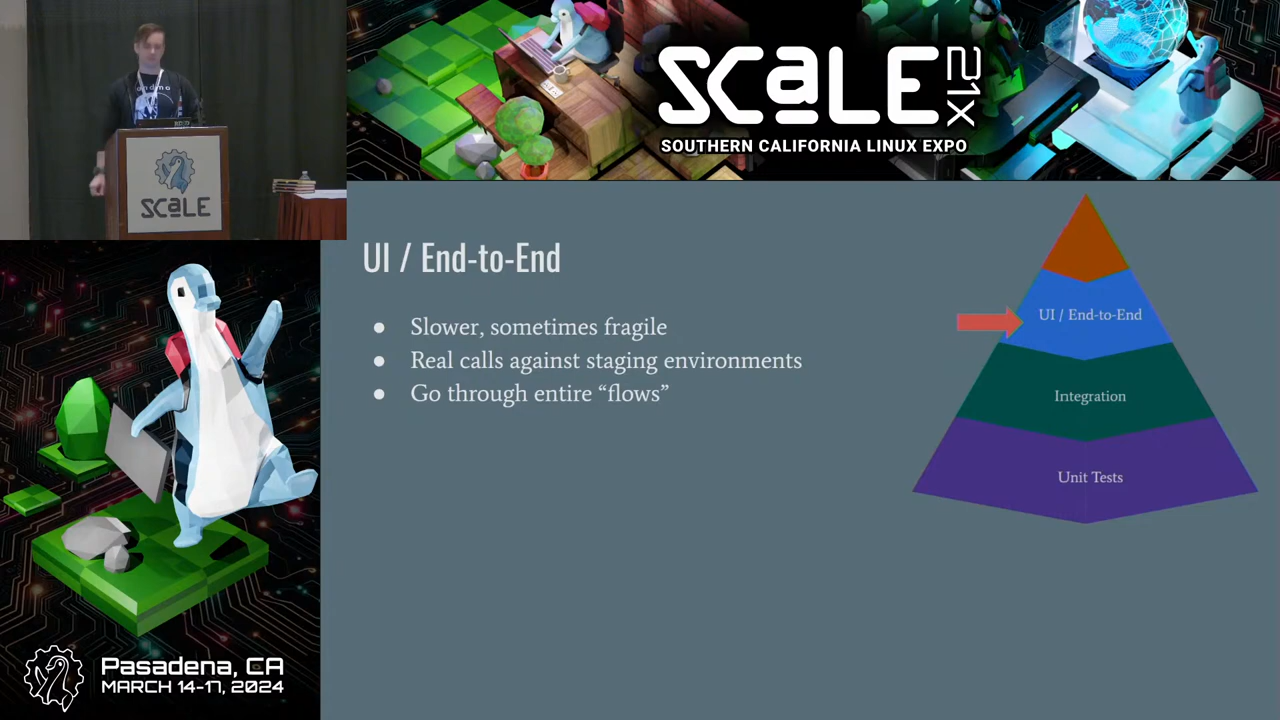 SCaLE 21X
SOUTHERN CALIFORNIA LINUX EXPO
SCaLE
UI / End-to-End
● Slower, sometimes fragile
● Real calls against staging environments
● Go through entire “flows”
UI / End-to-End
Integration
Unit Tests
Pasadena, CA
MARCH 14-17, 2024